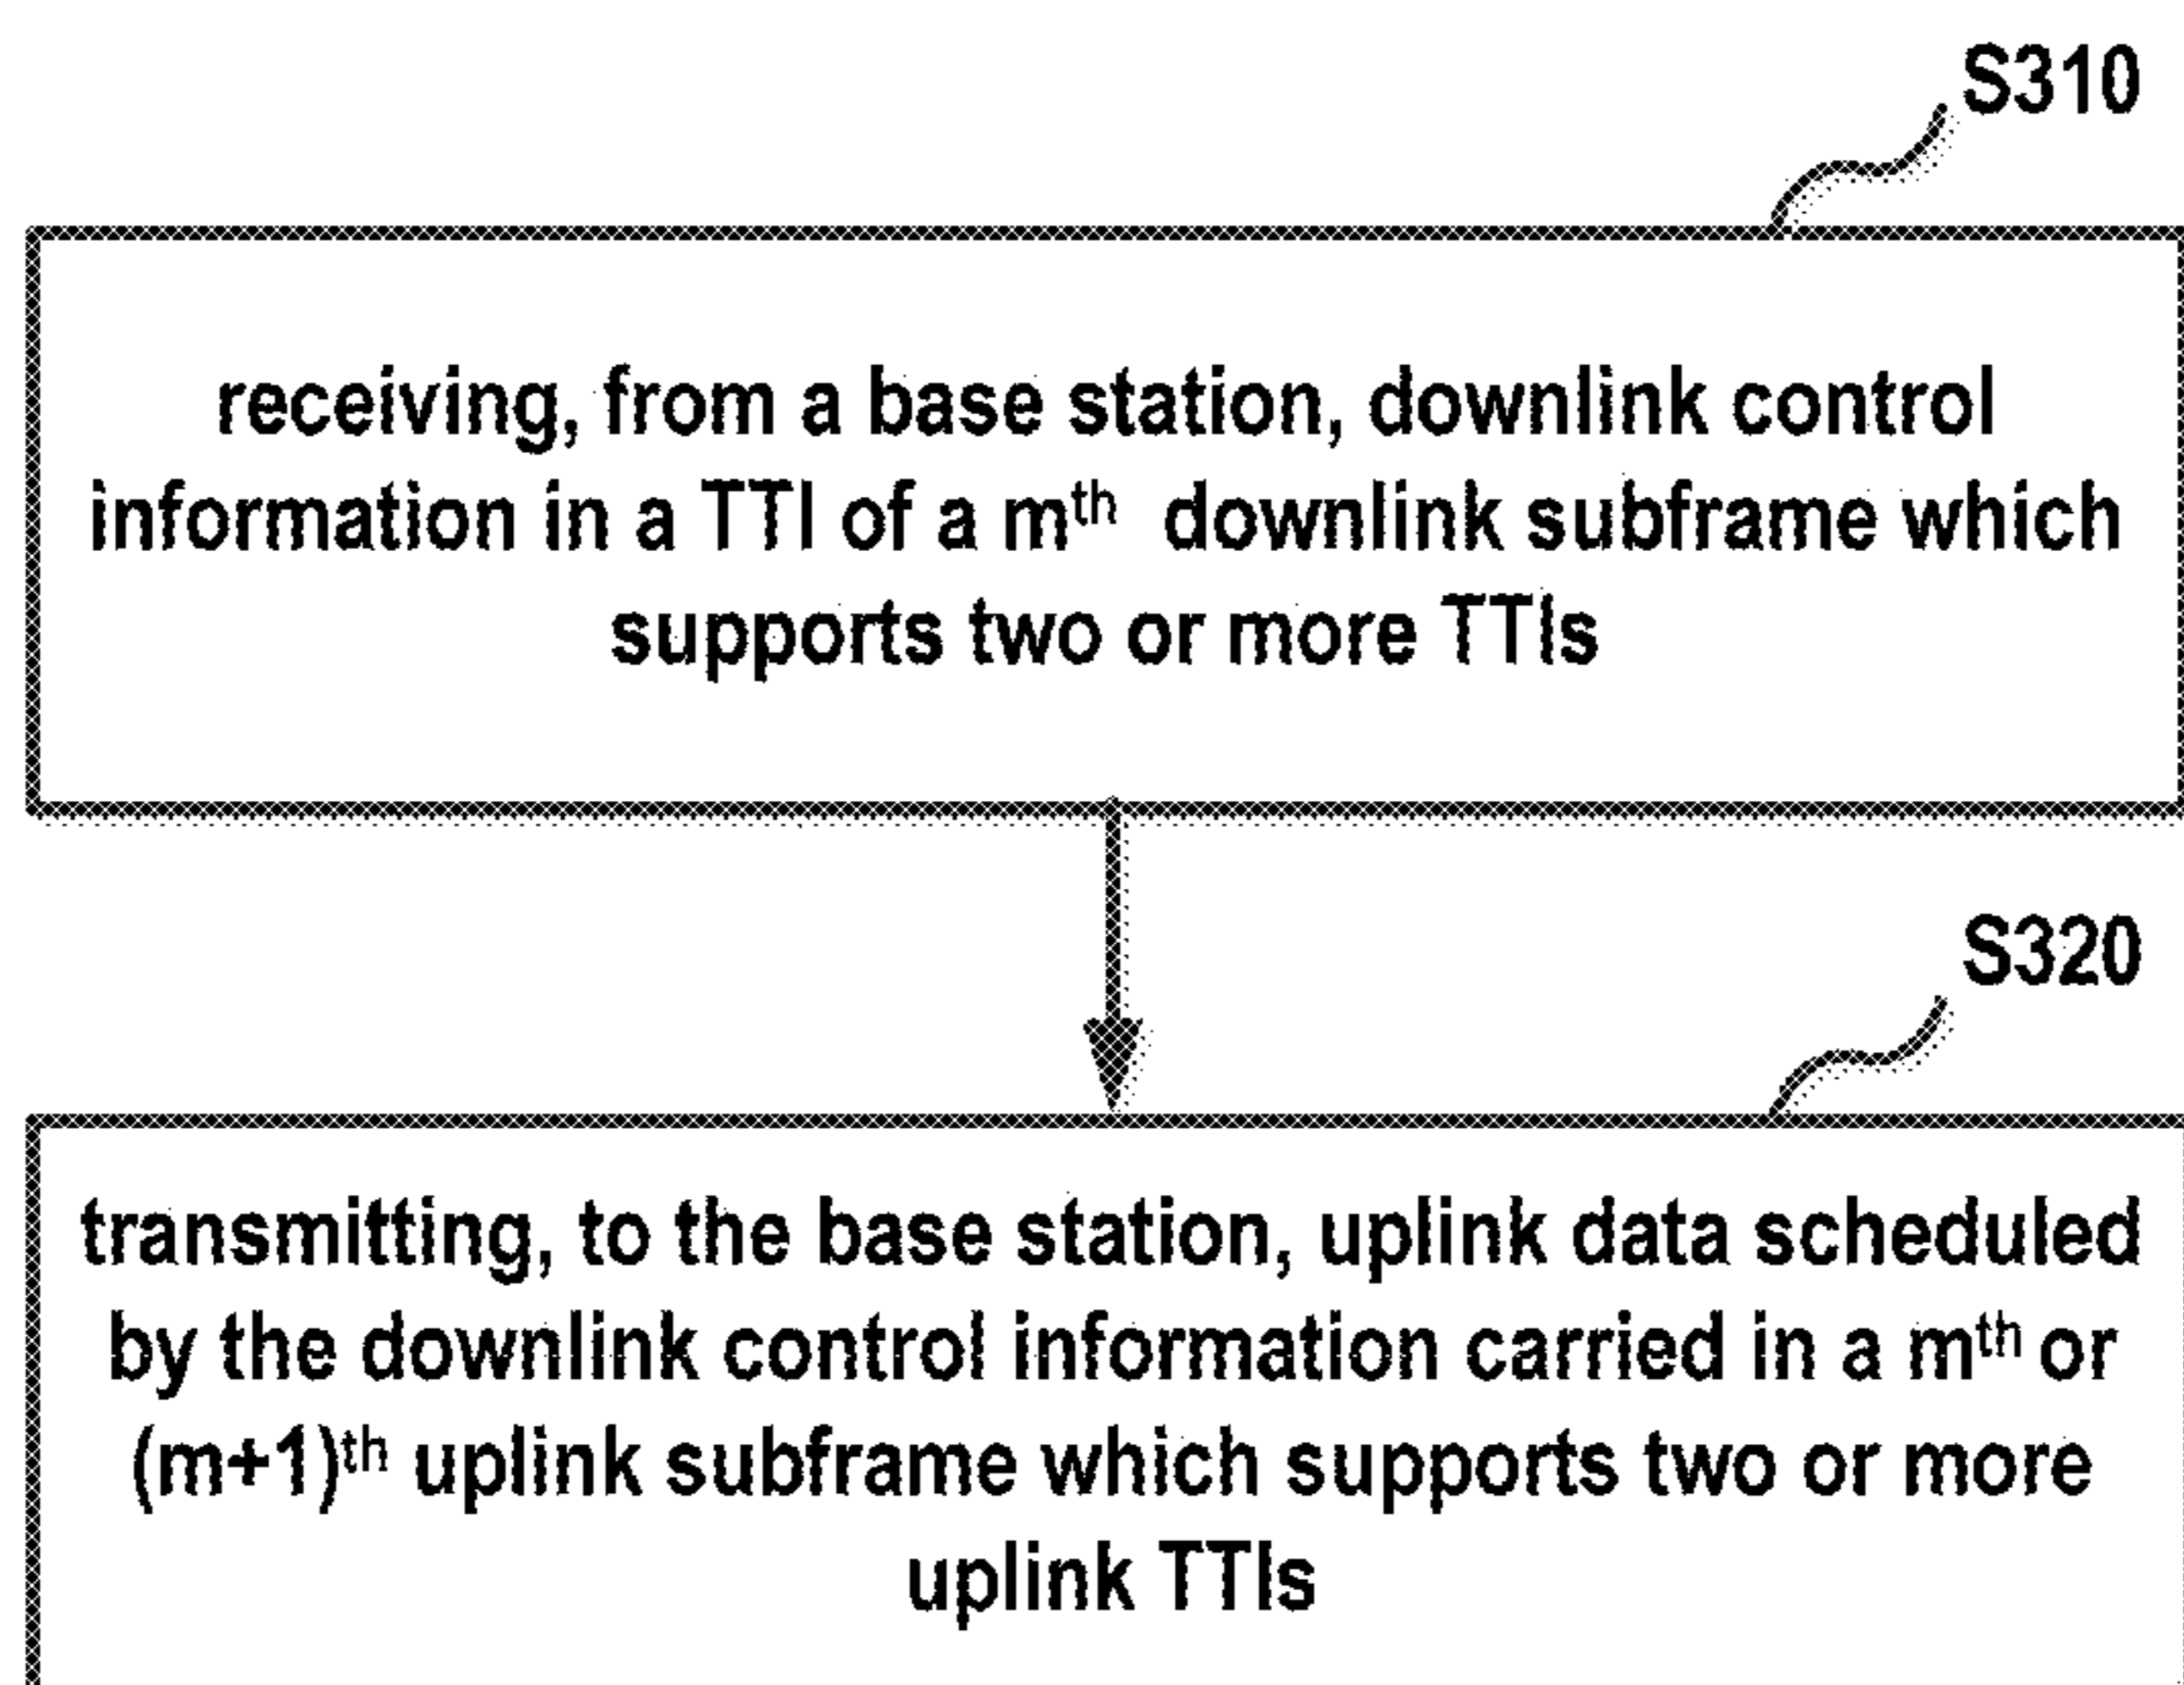 S310
receiving, from a base station, downlink control
information in a TTI of a mᵗʰ downlink subframe which
supports two or more TTIs
S320
transmitting, to the base station, uplink data scheduled
by the downlink control information carried in a mᵗʰ or
(m+1)ᵗʰ uplink subframe which supports two or more
uplink TTIs